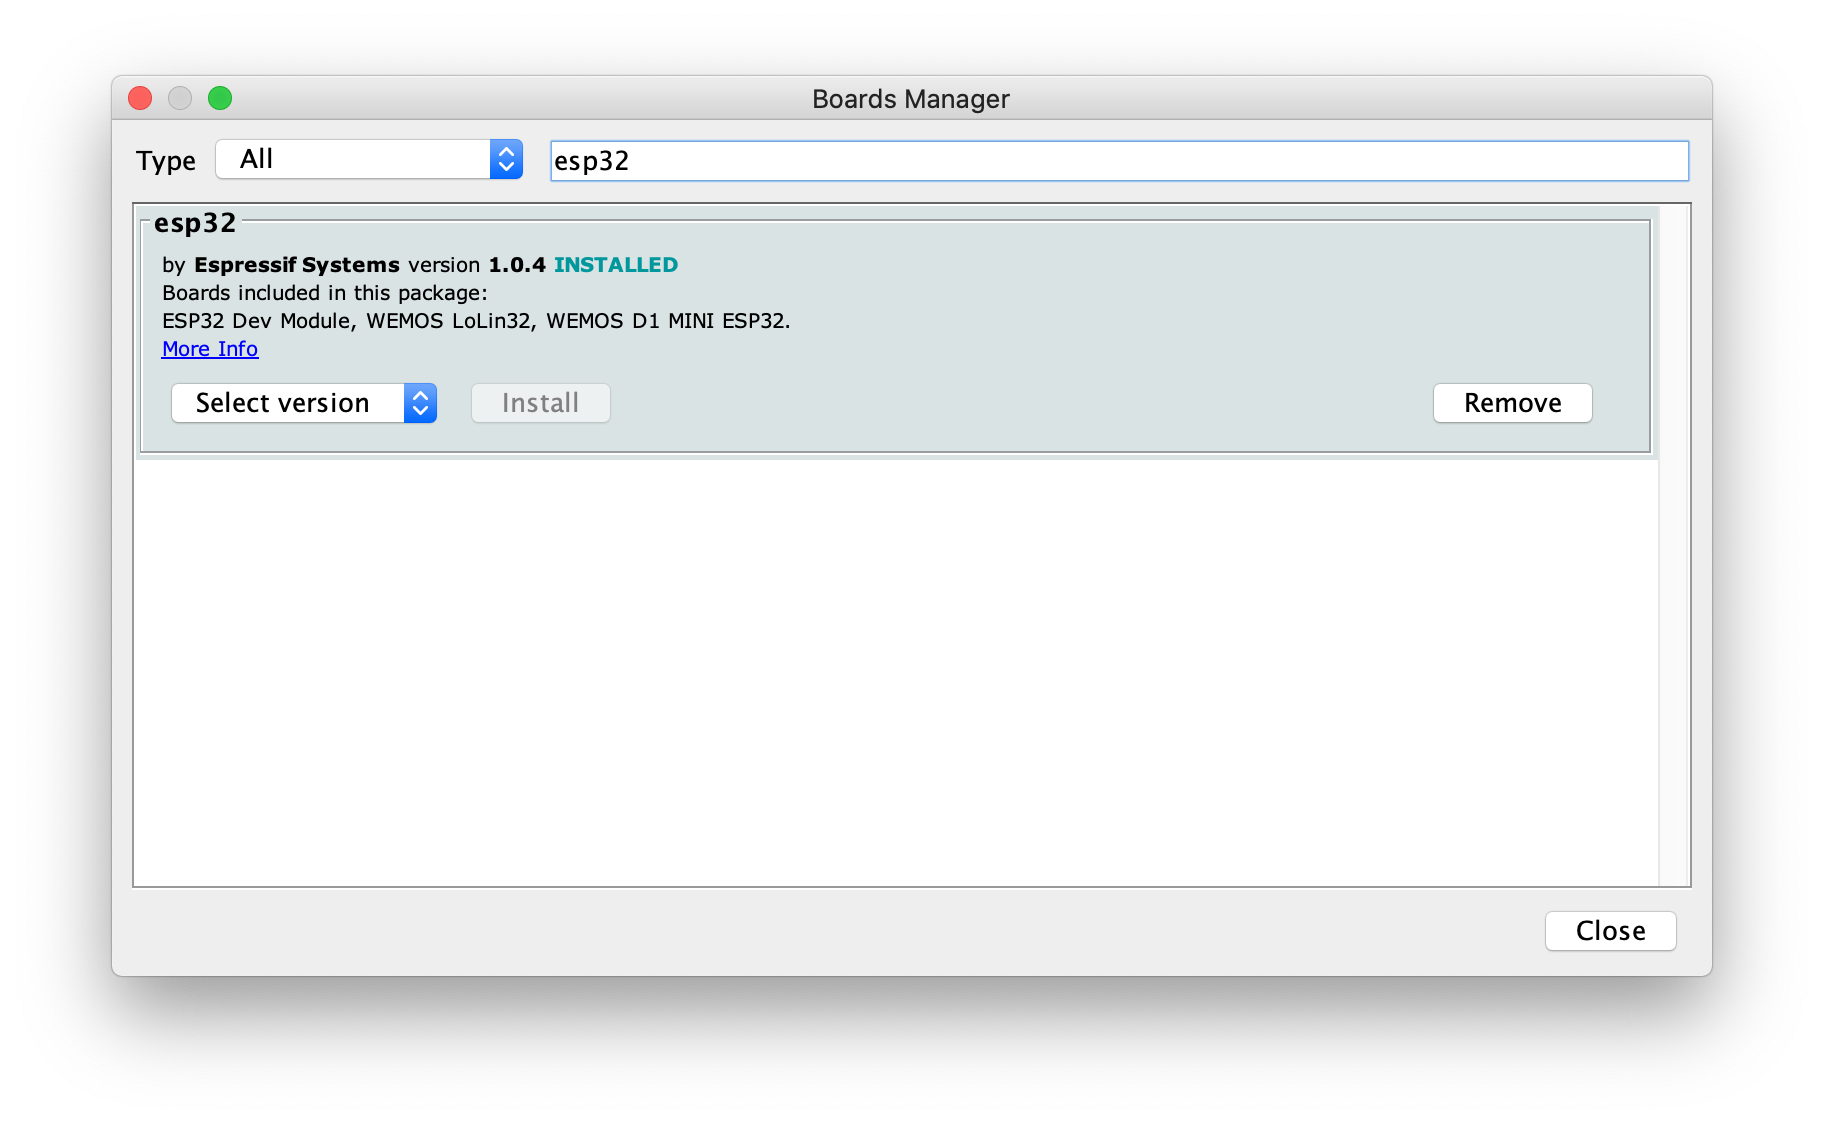 Boards Manager
Type All esp32
esp32
by Espressif Systems version 1.0.4 INSTALLED
Boards included in this package:
ESP32 Dev Module, WEMOS LoLin32, WEMOS D1 MINI ESP32.
More Info
Select version Install Remove
Close